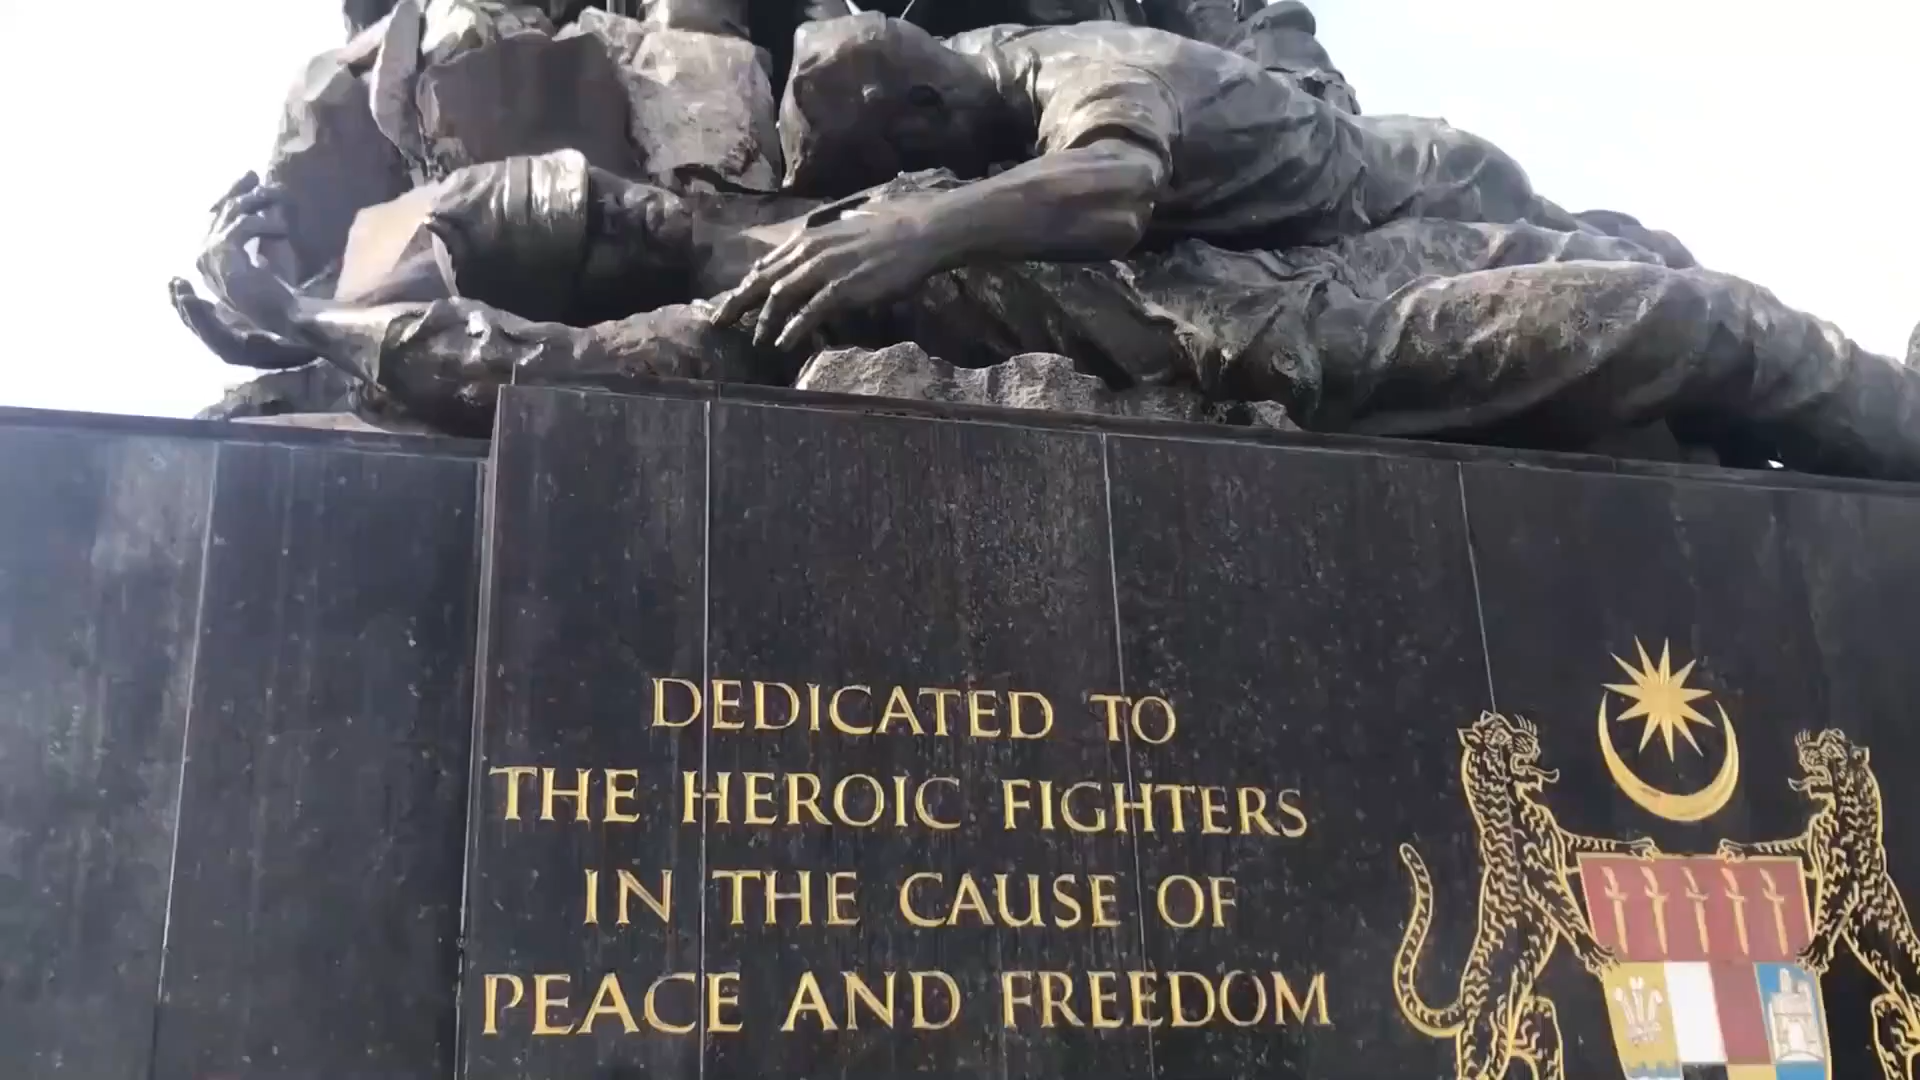 DEDICATED TO
THE HEROIC FIGHTERS
IN THE CAUSE OF
PEACE AND FREEDOM